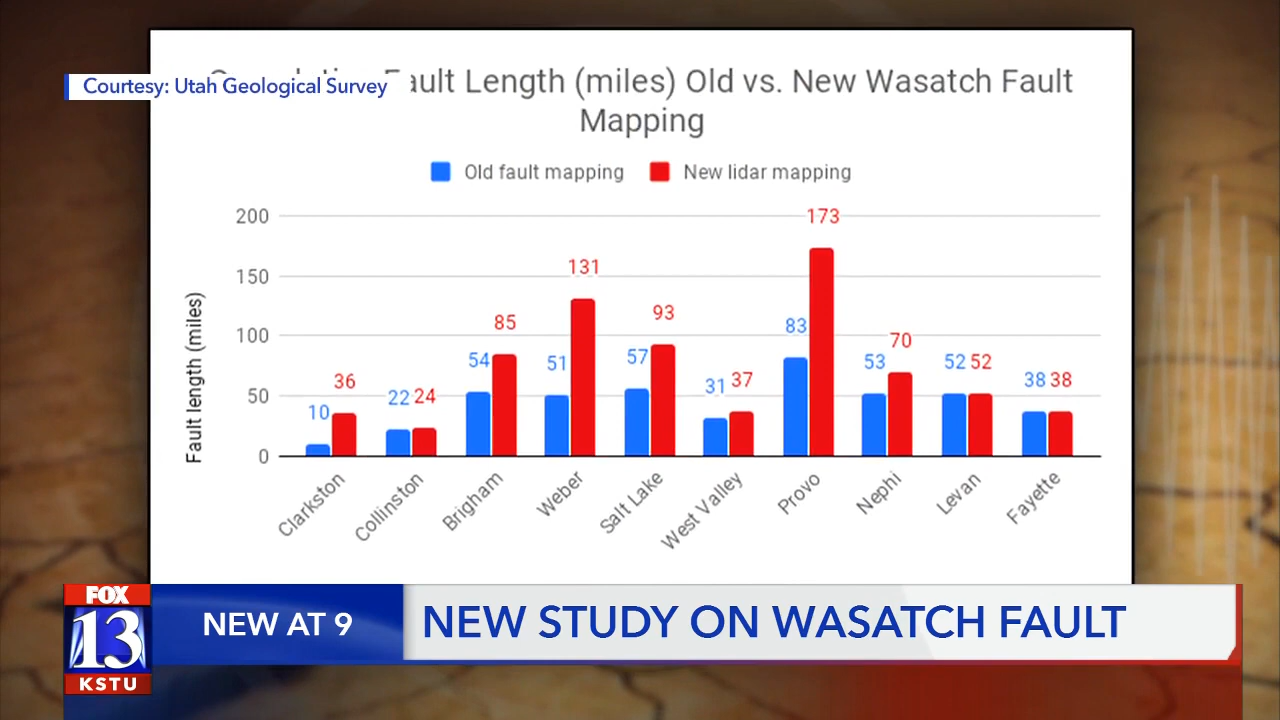 Courtesy: Utah Geological Survey
Fault Length (miles) Old vs. New Wasatch Fault
Mapping
Old fault mapping
New lidar mapping
Fault length (miles)
200
150
100
50
0
10 36
22 24
54 85
51 131
57 93
31 37
83 173
53 70
52 52
38 38
Clarkston
Collinston
Brigham
Weber
Salt Lake
West Valley
Provo
Nephi
Levan
Fayette
FOX
13
KSTU
NEW AT 9
NEW STUDY ON WASATCH FAULT